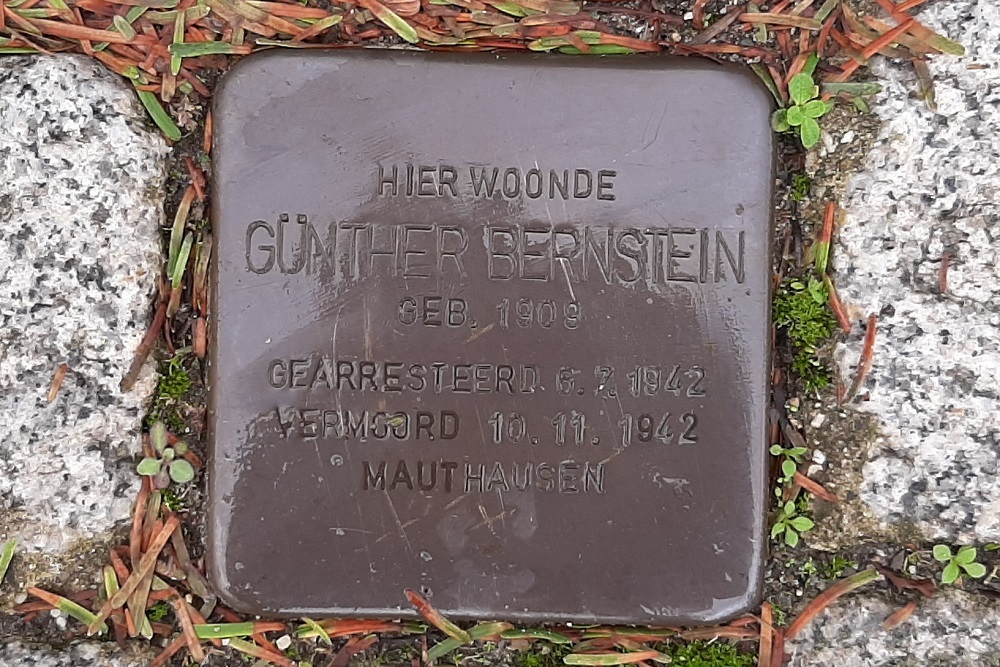 HIER WOONDE
GÜNTHER BERNSTEIN
GEB. 1909
GEARRESTEERD 6.7.1942
VERMOORD 10.11.1942
MAUTHAUSEN